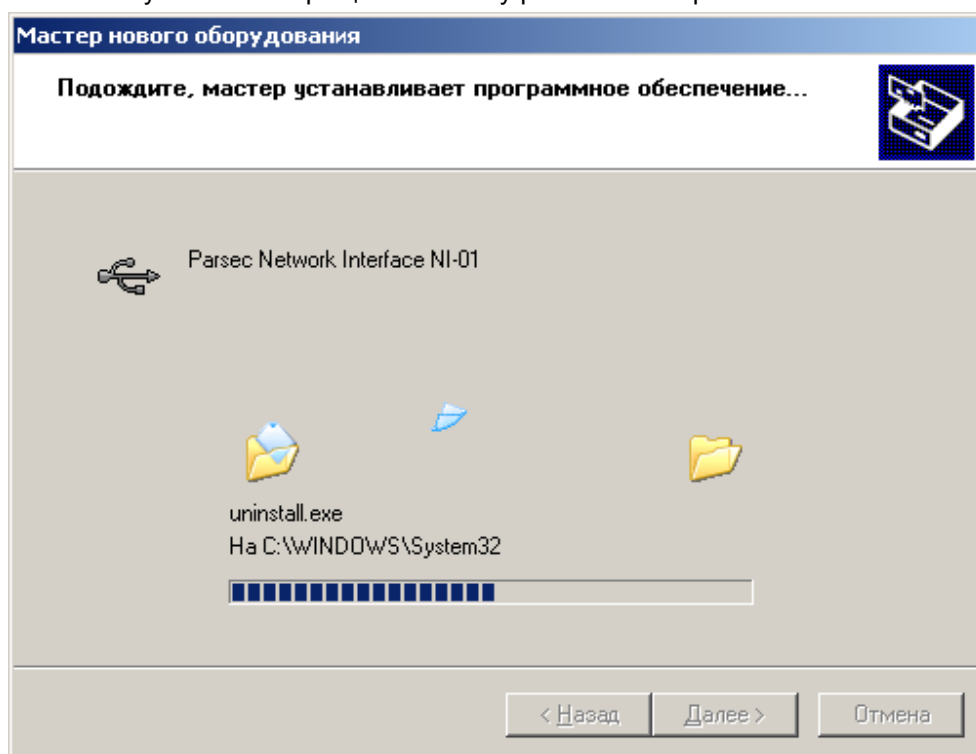 Мастер нового оборудования
Подождите, мастер устанавливает программное обеспечение...
Parsec Network Interface NI-01
uninstall.exe
На C:\WINDOWS\System32
< Назад
Далее >
Отмена